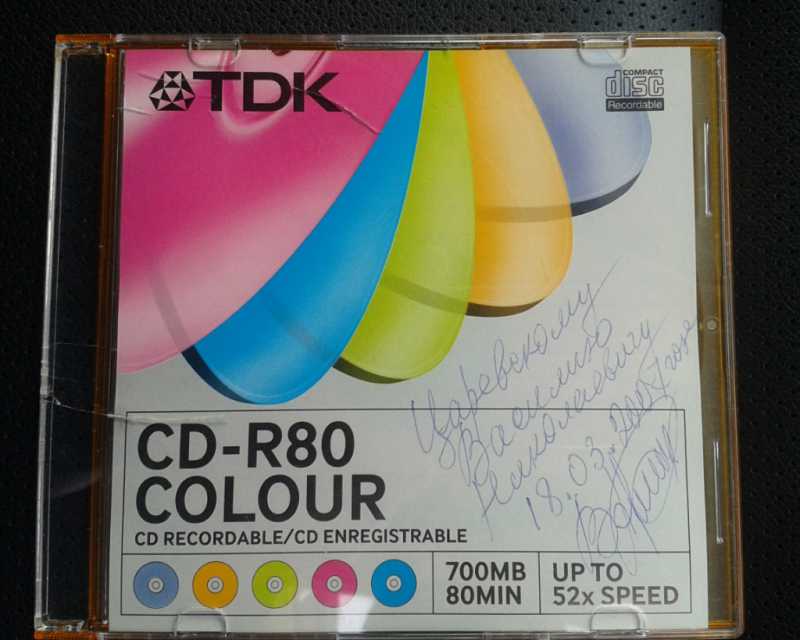 TDK
COMPACT
disc
Recordable
Царевскому
Василию
Николаевичу
18.03.2007 года
CD-R80
COLOUR
CD RECORDABLE/CD ENREGISTRABLE
700MB
80MIN
UP TO
52x SPEED